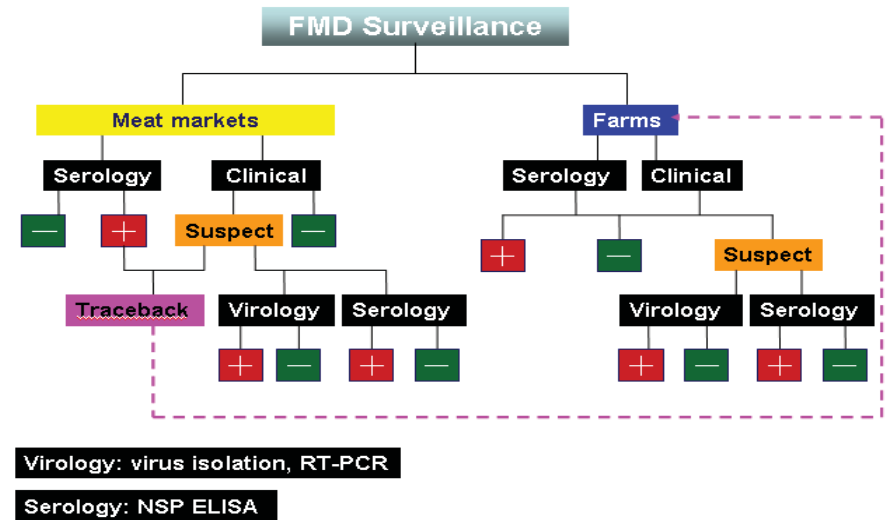 FMD Surveillance
Meat markets
Farms
Serology
Clinical
Serology
Clinical
— + Suspect —
+ — Suspect
Traceback
Virology
Serology
Virology
Serology
+ — + —
+ — + —
Virology: virus isolation, RT-PCR
Serology: NSP ELISA